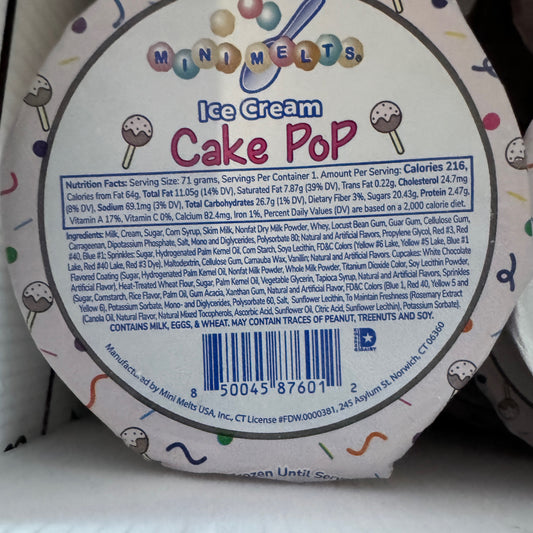 MINI MELTS®
Ice Cream
Cake PoP
Nutrition Facts: Serving Size: 71 grams, Servings Per Container 1. Amount Per Serving: Calories 216,
Calories from Fat 64g, Total Fat 11.05g (14% DV), Saturated Fat 7.87g (39% DV), Trans Fat 0.22g, Cholesterol 24.7mg
(8% DV), Sodium 69.1mg (3% DV), Total Carbohydrates 26.7g (1% DV), Dietary Fiber 3%, Sugars 20.43g, Protein 2.47g,
Vitamin A 17%, Vitamin C 0%, Calcium 82.4mg, Iron 1%, Percent Daily Values (DV) are based on a 2,000 calorie diet.
Ingredients: Milk, Cream, Sugar, Corn Syrup, Skim Milk, Nonfat Dry Milk Powder, Whey, Locust Bean Gum, Guar Gum, Cellulose Gum,
Carrageenan, Dipotassium Phosphate, Salt, Mono and Diglycerides, Polysorbate 80; Natural and Artificial Flavors, Propylene Glycol, Red #3, Red
#40, Blue #1; Sprinkles: Sugar, Hydrogenated Palm Kernel Oil, Corn Starch, Soya Lecithin, FD&C Colors (Yellow #6 Lake, Yellow #5 Lake, Blue #1
Lake, Red #40 Lake, Red #3 Dye), Maltodextrin, Cellulose Gum, Carnauba Wax, Vanillin; Natural and Artificial Flavors. Cupcakes: White Chocolate
Flavored Coating (Sugar, Hydrogenated Palm Kernel Oil, Nonfat Milk Powder, Whole Milk Powder, Titanium Dioxide Color, Soy Lecithin Powder,
Artificial Flavor), Heat-Treated Wheat Flour, Sugar, Palm Kernel Oil, Vegetable Glycerin, Tapioca Syrup, Natural and Artificial Flavors, Sprinkles
(Sugar, Cornstarch, Rice Flour, Palm Oil, Gum Acacia, Xanthan Gum, Natural and Artificial Flavor, FD&C Colors (Blue 1, Red 40, Yellow 5 and
Yellow 6), Potassium Sorbate, Mono- and Diglycerides, Polysorbate 60, Salt, Sunflower Lecithin, To Maintain Freshness (Rosemary Extract
(Canola Oil, Natural Flavor, Natural Mixed Tocopherols, Ascorbic Acid, Sunflower Oil, Citric Acid, Sunflower Lecithin), Potassium Sorbate).
CONTAINS MILK, EGGS, & WHEAT. MAY CONTAIN TRACES OF PEANUT, TREENUTS AND SOY.
D
DAIRY
8 50045 87601 2
Manufactured by Mini Melts USA, Inc., CT License #FDW.0000381, 245 Asylum St. Norwich, CT 06360
Frozen Until